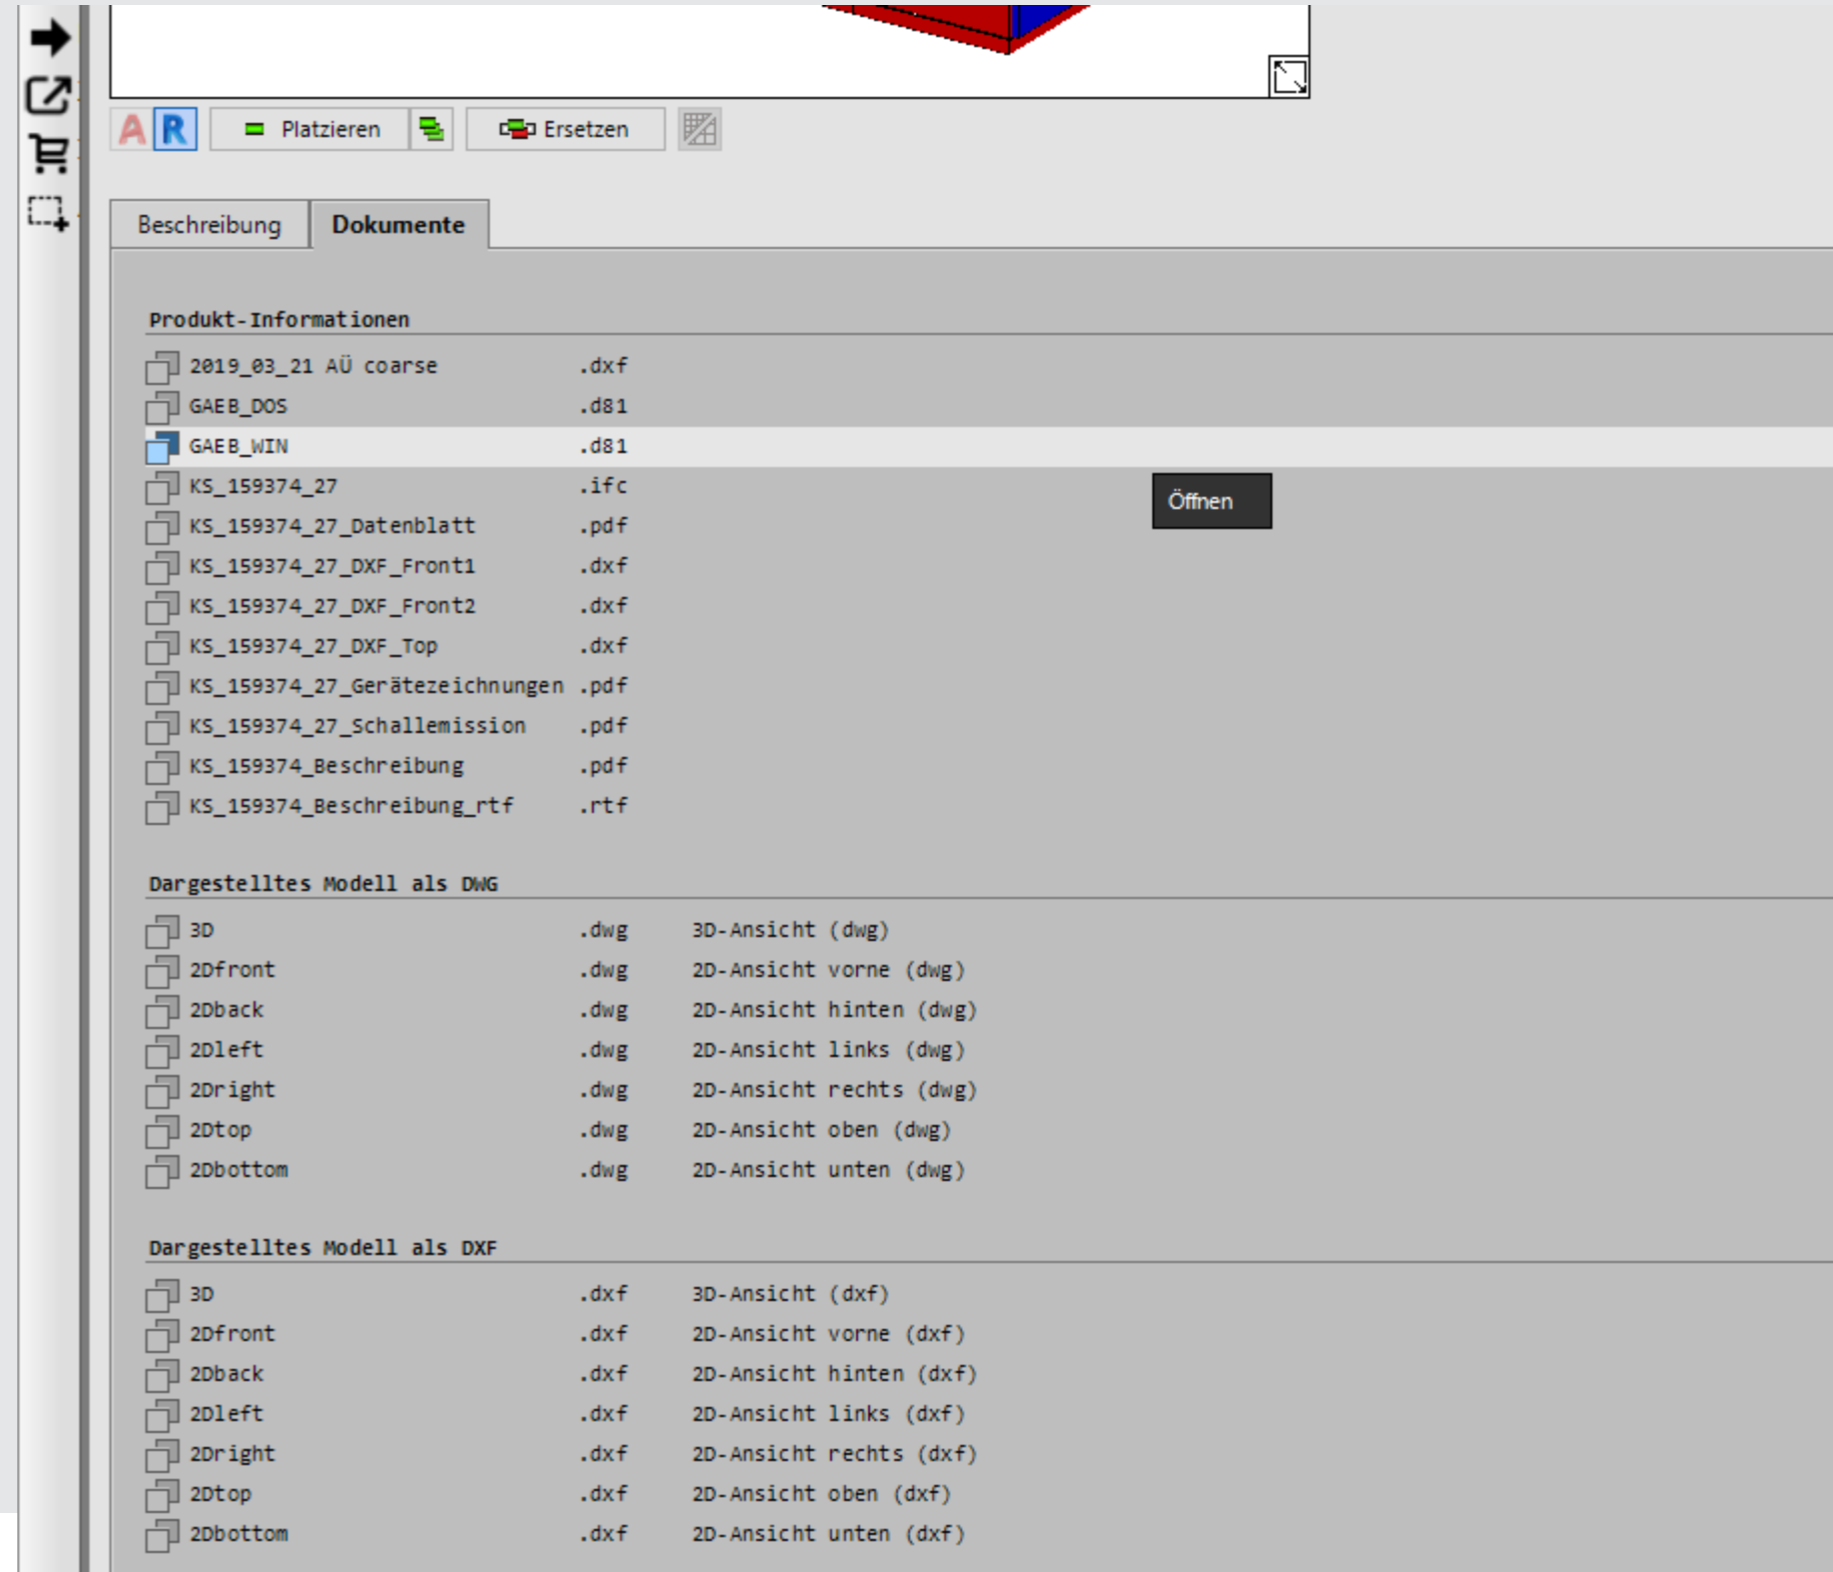 A R Platzieren Ersetzen
Beschreibung Dokumente
Produkt-Informationen
2019_03_21 AÜ coarse .dxf
GAEB_DOS .d81
GAEB_WIN .d81
KS_159374_27 .ifc
Öffnen
KS_159374_27_Datenblatt .pdf
KS_159374_27_DXF_Front1 .dxf
KS_159374_27_DXF_Front2 .dxf
KS_159374_27_DXF_Top .dxf
KS_159374_27_Gerätezeichnungen .pdf
KS_159374_27_Schallemission .pdf
KS_159374_Beschreibung .pdf
KS_159374_Beschreibung_rtf .rtf
Dargestelltes Modell als DWG
3D .dwg 3D-Ansicht (dwg)
2Dfront .dwg 2D-Ansicht vorne (dwg)
2Dback .dwg 2D-Ansicht hinten (dwg)
2Dleft .dwg 2D-Ansicht links (dwg)
2Dright .dwg 2D-Ansicht rechts (dwg)
2Dtop .dwg 2D-Ansicht oben (dwg)
2Dbottom .dwg 2D-Ansicht unten (dwg)
Dargestelltes Modell als DXF
3D .dxf 3D-Ansicht (dxf)
2Dfront .dxf 2D-Ansicht vorne (dxf)
2Dback .dxf 2D-Ansicht hinten (dxf)
2Dleft .dxf 2D-Ansicht links (dxf)
2Dright .dxf 2D-Ansicht rechts (dxf)
2Dtop .dxf 2D-Ansicht oben (dxf)
2Dbottom .dxf 2D-Ansicht unten (dxf)